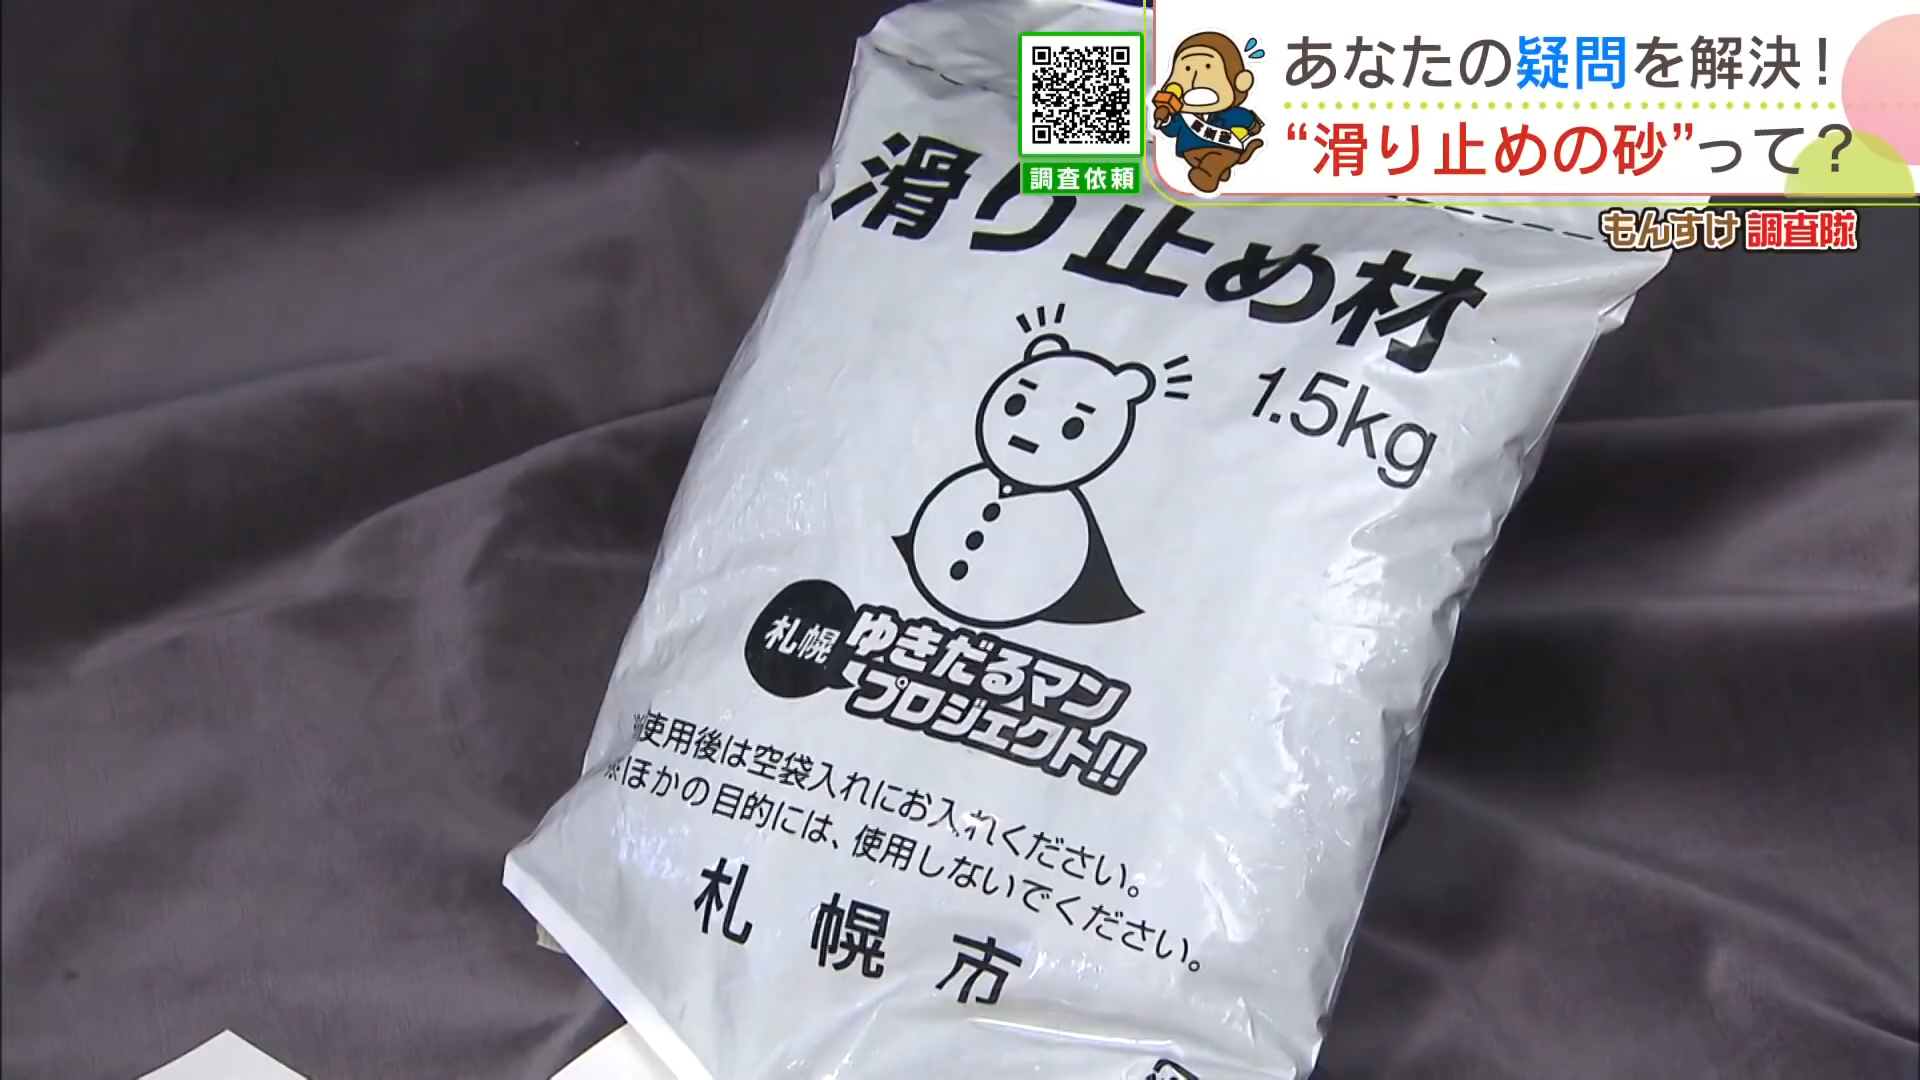 あなたの疑問を解決！
“滑り止めの砂”って？
調査依頼
もんすけ調査隊
滑り止め材
1.5kg
札幌
ゆきだるマン
プロジェクト!!
※使用後は空袋入れにお入れください。
※ほかの目的には、使用しないでください。
札幌市